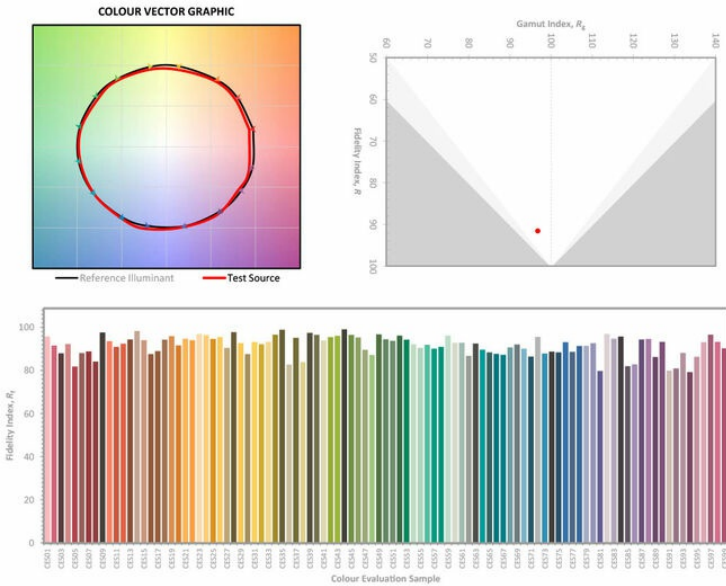 COLOUR VECTOR GRAPHIC
Reference Illuminant
Test Source
Gamut Index, Rg
60 70 80 90 100 110 120 130 140
50
60
70
80
90
100
Fidelity Index, R
Fidelity Index, Rf
100
80
60
40
20
0
CES01 CES03 CES05 CES07 CES09 CES11 CES13 CES15 CES17 CES19 CES21 CES23 CES25 CES27 CES29 CES31 CES33 CES35 CES37 CES39 CES41 CES43 CES45 CES47 CES49 CES51 CES53 CES55 CES57 CES59 CES61 CES63 CES65 CES67 CES69 CES71 CES73 CES75 CES77 CES79 CES81 CES83 CES85 CES87 CES89 CES91 CES93 CES95 CES97 CES99
Colour Evaluation Sample